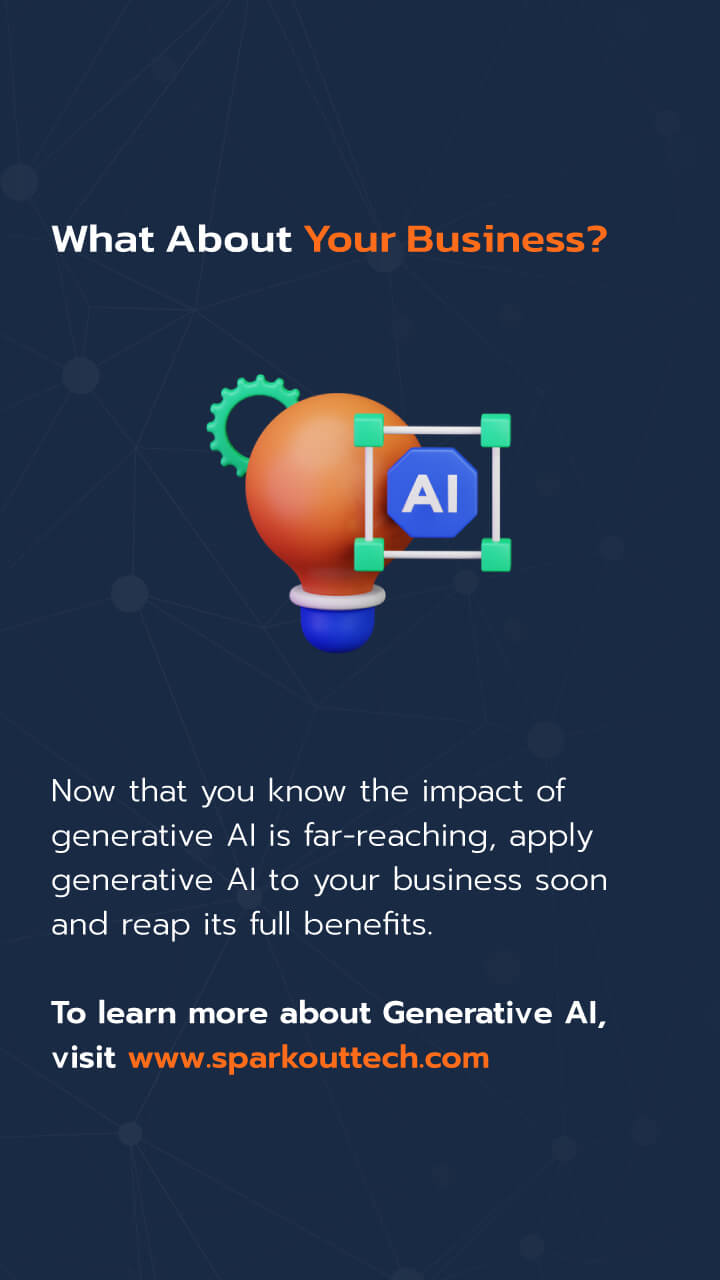 What About Your Business?
AI
Now that you know the impact of
generative AI is far-reaching, apply
generative AI to your business soon
and reap its full benefits.
To learn more about Generative AI,
visit www.sparkouttech.com